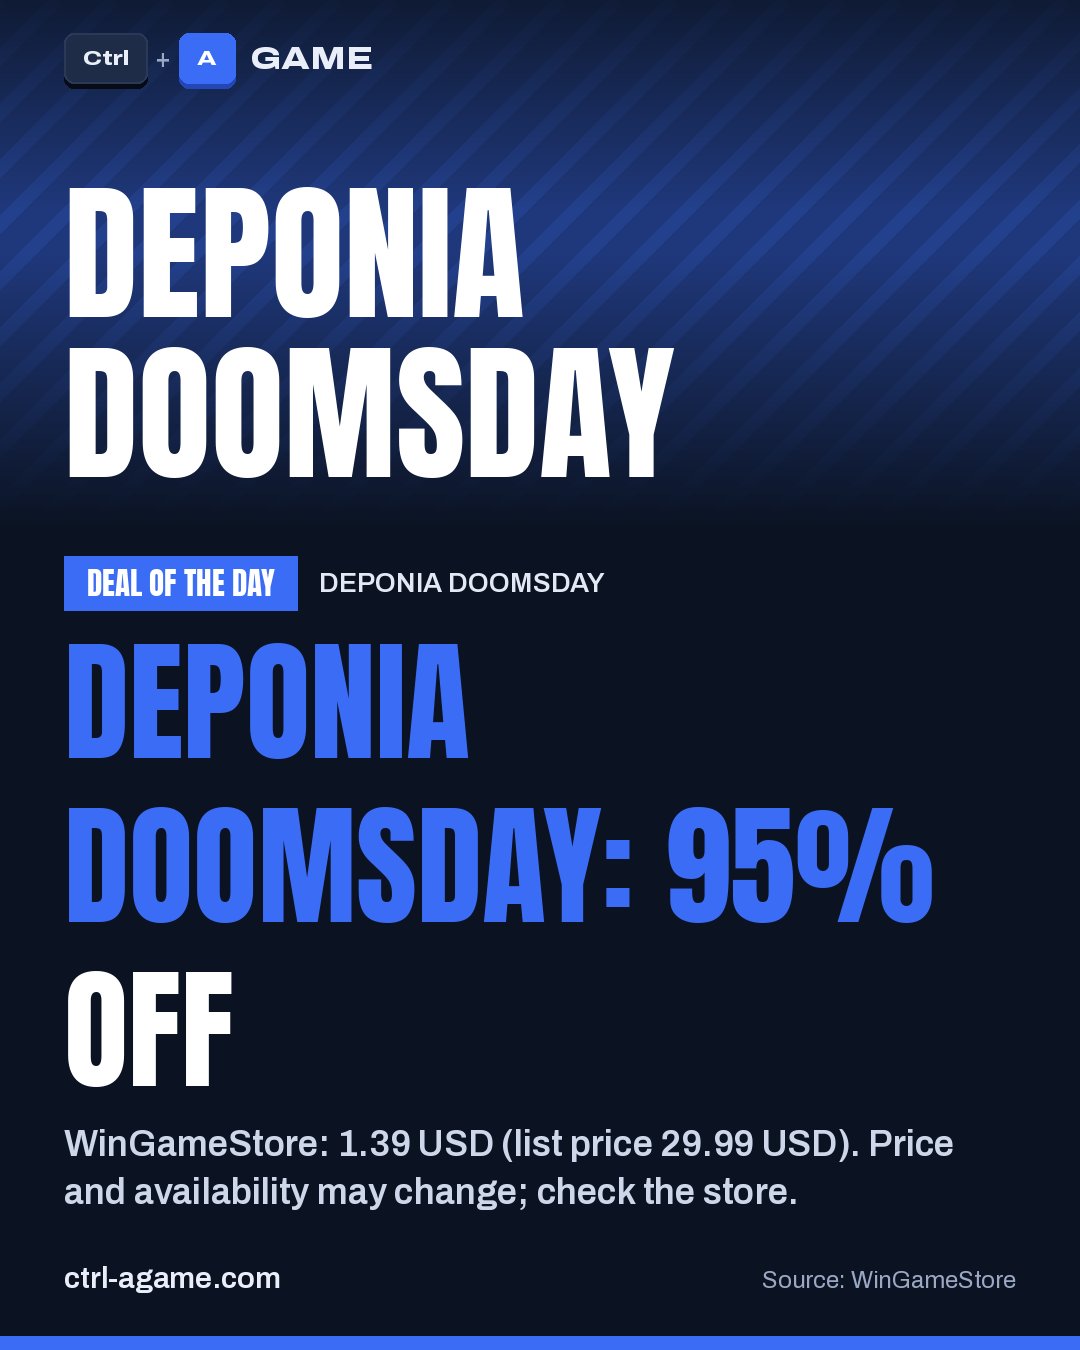 Ctrl + A GAME
DEPONIA
DOOMSDAY
DEAL OF THE DAY DEPONIA DOOMSDAY
DEPONIA
DOOMSDAY: 95%
OFF
WinGameStore: 1.39 USD (list price 29.99 USD). Price
and availability may change; check the store.
ctrl-agame.com Source: WinGameStore